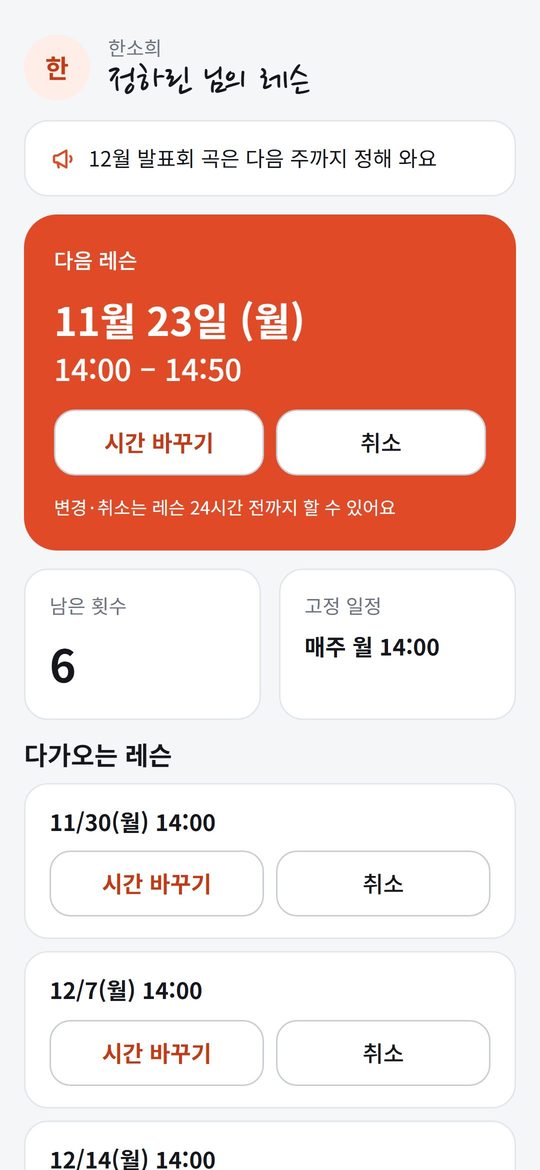 한
한소희
정하린 님의 레슨
12월 발표회 곡은 다음 주까지 정해 와요
다음 레슨
11월 23일 (월)
14:00 – 14:50
시간 바꾸기
취소
변경·취소는 레슨 24시간 전까지 할 수 있어요
남은 횟수
6
고정 일정
매주 월 14:00
다가오는 레슨
11/30(월) 14:00
시간 바꾸기
취소
12/7(월) 14:00
시간 바꾸기
취소
12/14(월) 14:00